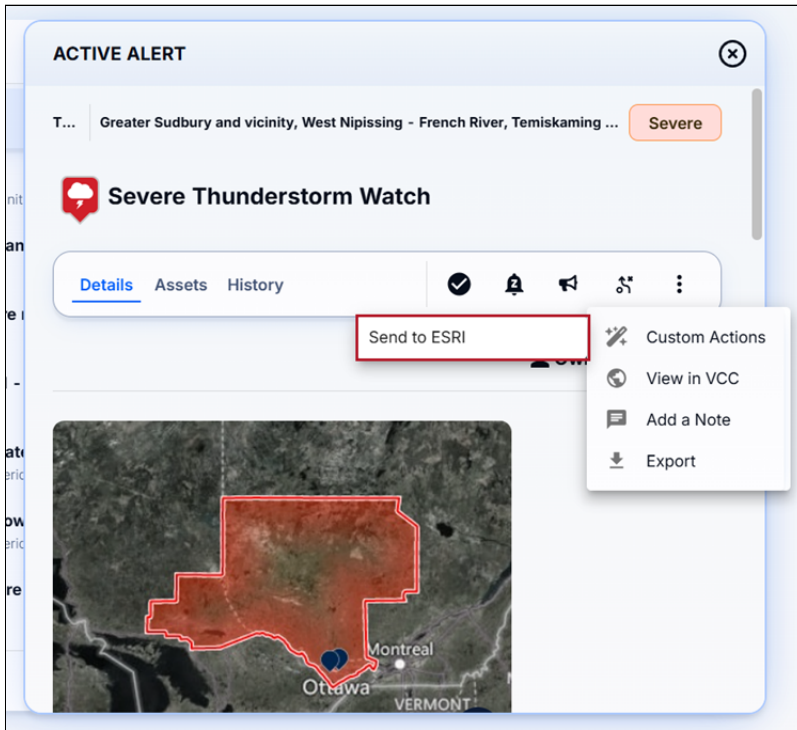 ACTIVE ALERT
T...
Greater Sudbury and vicinity, West Nipissing - French River, Temiskaming ...
Severe
Severe Thunderstorm Watch
Details
Assets
History
Send to ESRI
Custom Actions
View in VCC
Add a Note
Export
Montreal
Ottawa
VERMONT